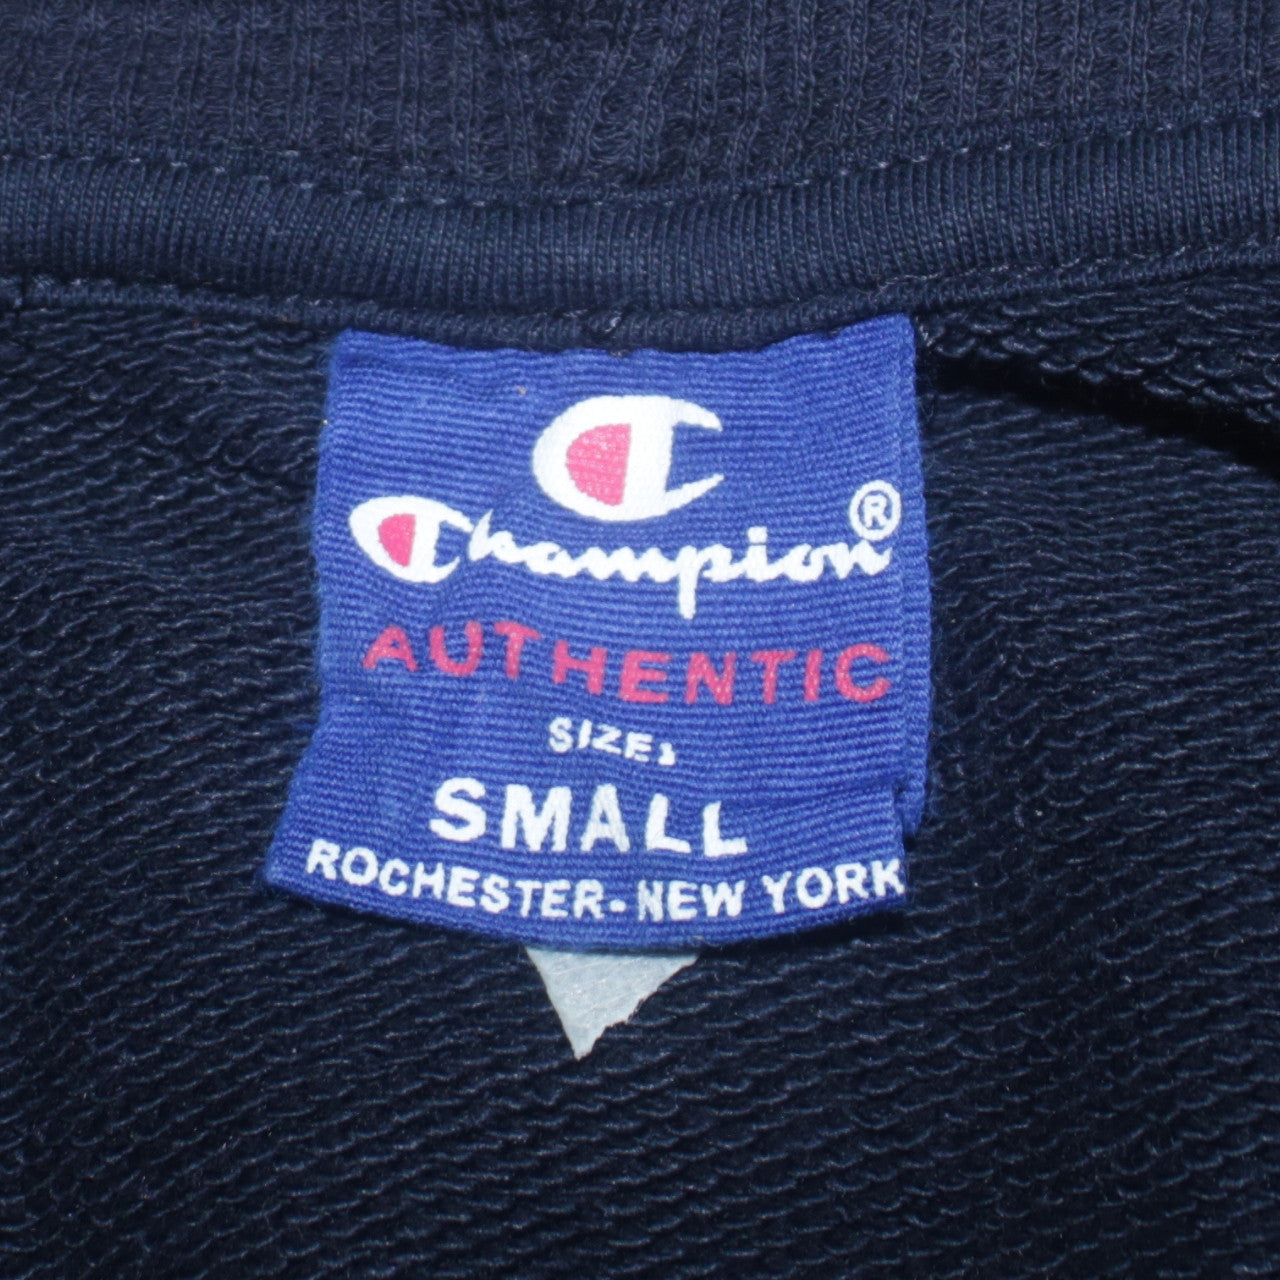 Champion®
AUTHENTIC
SIZE:
SMALL
ROCHESTER-NEW YORK